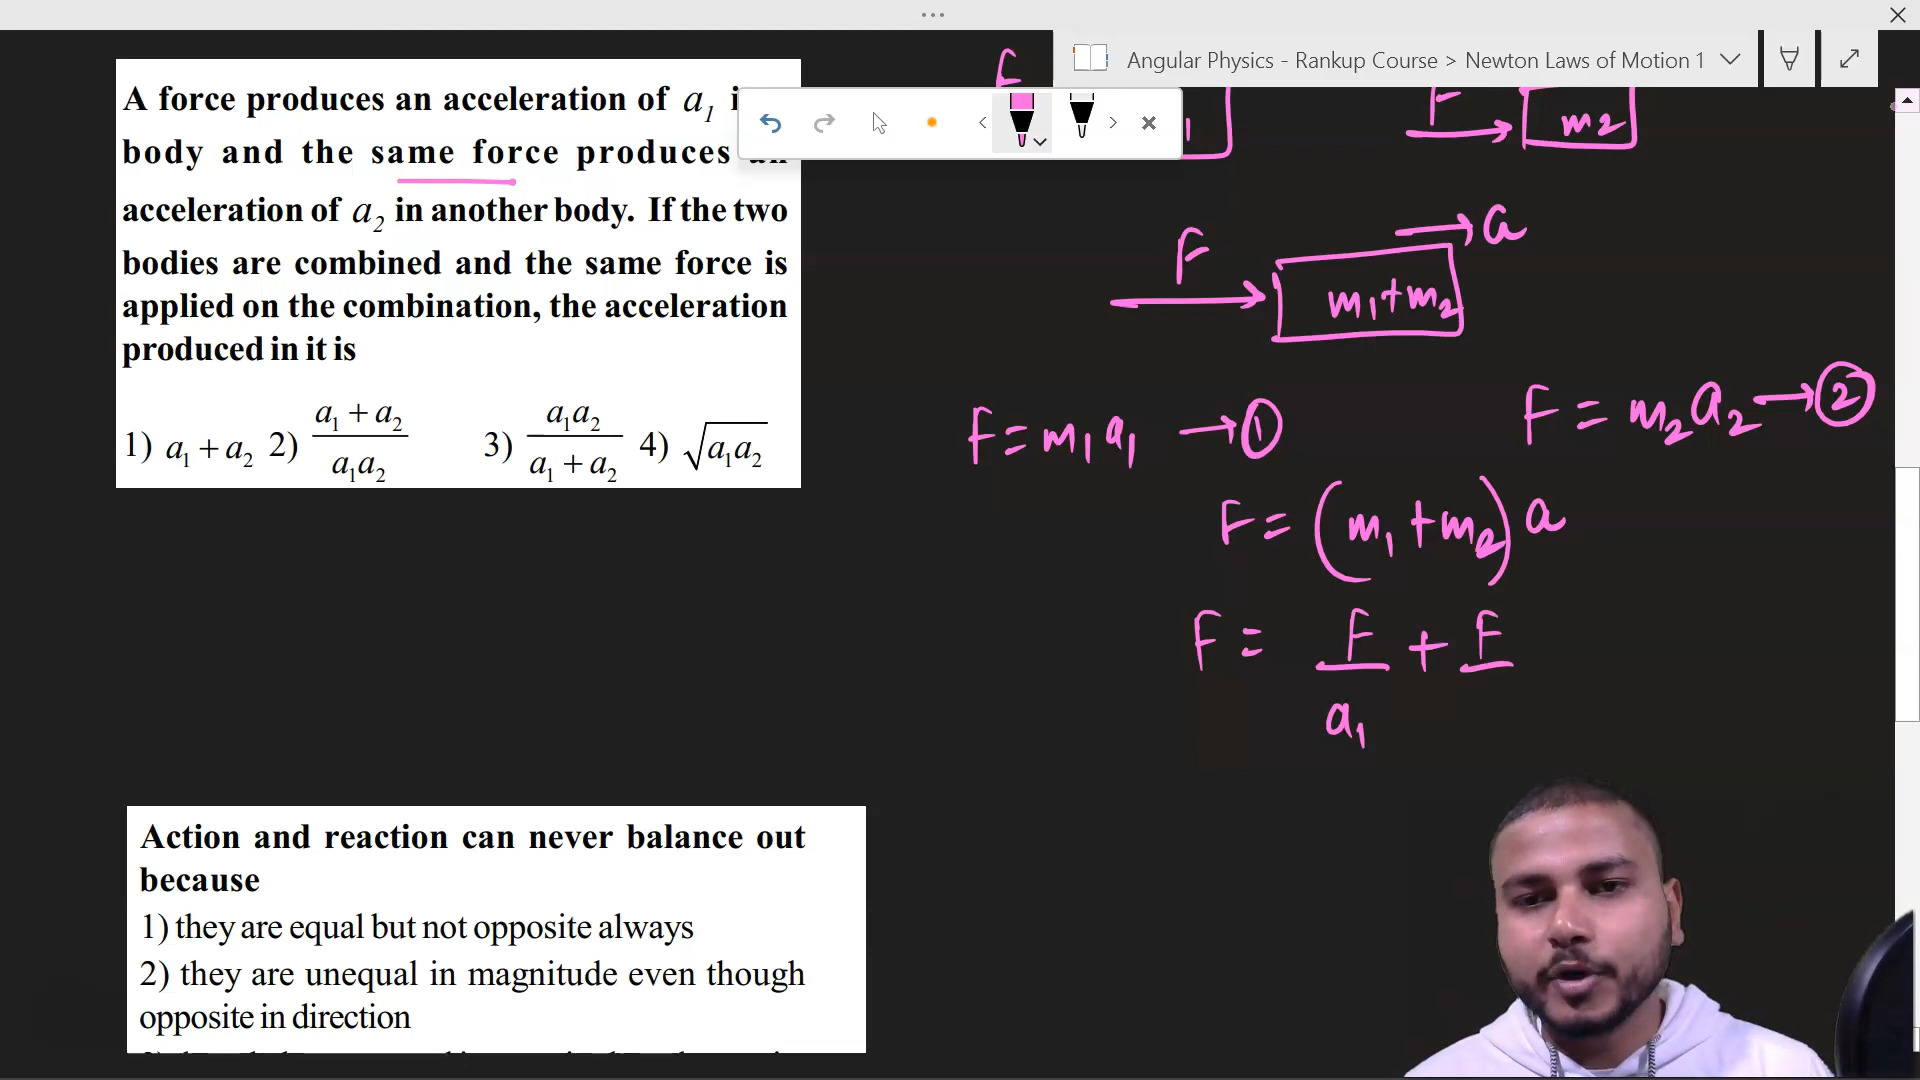 Angular Physics - Rankup Course > Newton Laws of Motion 1
A force produces an acceleration of a₁ i
body and the same force produces an
acceleration of a₂ in another body. If the two
bodies are combined and the same force is
applied on the combination, the acceleration
produced in it is
1) a₁ + a₂ 2) (a₁ + a₂)/(a₁a₂) 3) (a₁a₂)/(a₁ + a₂) 4) √(a₁a₂)
F
F m₂
F m₁+m₂ → a
F = m₁a₁ → ①
F = m₂a₂ → ②
F = (m₁ + m₂) a
F = F/a₁ + F
Action and reaction can never balance out
because
1) they are equal but not opposite always
2) they are unequal in magnitude even though
opposite in direction